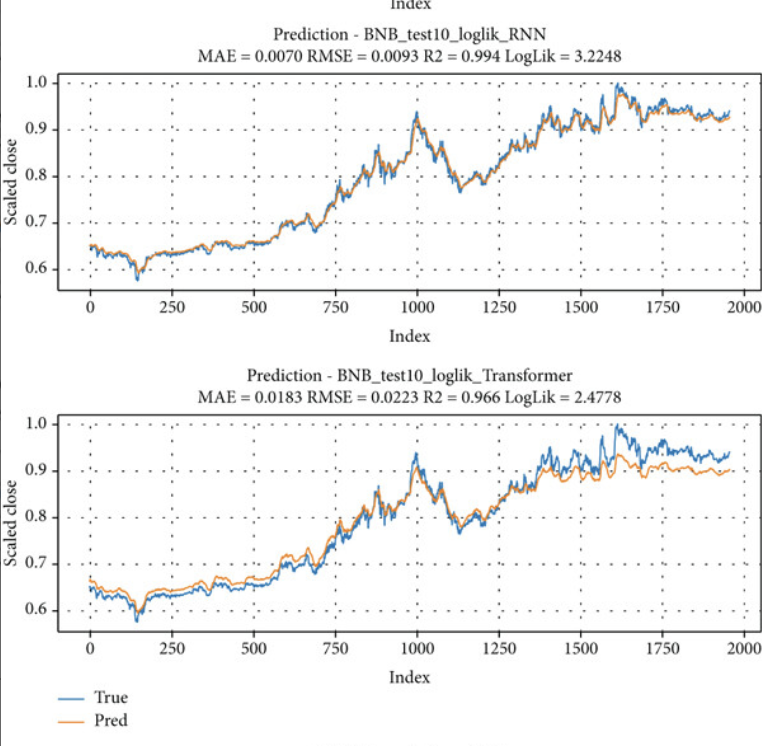 Index
Prediction - BNB_test10_loglik_RNN
MAE = 0.0070 RMSE = 0.0093 R2 = 0.994 LogLik = 3.2248
1.0
0.9
0.8
0.7
0.6
Scaled close
0 250 500 750 1000 1250 1500 1750 2000
Index
Prediction - BNB_test10_loglik_Transformer
MAE = 0.0183 RMSE = 0.0223 R2 = 0.966 LogLik = 2.4778
1.0
0.9
0.8
0.7
0.6
Scaled close
0 250 500 750 1000 1250 1500 1750 2000
Index
True
Pred